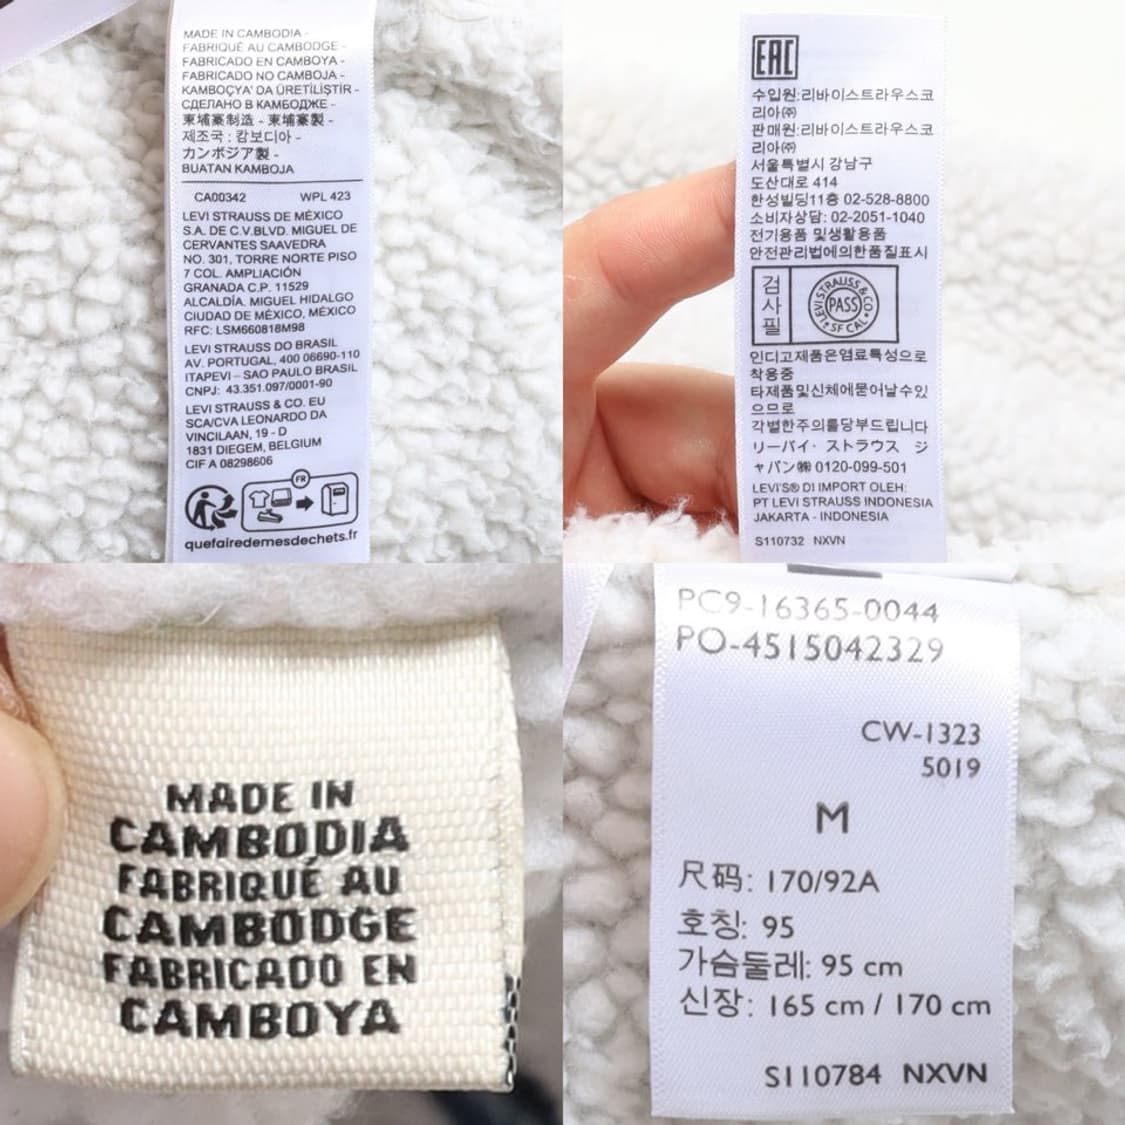 MADE IN CAMBODIA -
FABRIQUÉ AU CAMBODGE -
FABRICADO EN CAMBOYA -
FABRICADO NO CAMBOJA -
KAMBOÇYA' DA ÜRETİLİŞTİR -
СДЕЛАНО В КАМБОДЖЕ -
柬埔寨制造 - 柬埔寨製 -
제조국 : 캄보디아 -
カンボジア製 -
BUATAN KAMBOJA
CA00342 WPL 423
LEVI STRAUSS DE MÉXICO
S.A. DE C.V.BLVD. MIGUEL DE
CERVANTES SAAVEDRA
NO. 301, TORRE NORTE PISO
7 COL. AMPLIACIÓN
GRANADA C.P. 11529
ALCALDÍA. MIGUEL HIDALGO
CIUDAD DE MÉXICO, MÉXICO
RFC: LSM660818M98
LEVI STRAUSS DO BRASIL
AV. PORTUGAL, 400 06690-110
ITAPEVI – SAO PAULO BRASIL
CNPJ: 43.351.097/0001-90
LEVI STRAUSS & CO. EU
SCA/CVA LEONARDO DA
VINCILAAN, 19 - D
1831 DIEGEM, BELGIUM
CIF A 08298606
FR
quefairedemesdechets.fr
EAC
수입원:리바이스트라우스코
리아㈜
판매원:리바이스트라우스코
리아㈜
서울특별시 강남구
도산대로 414
한성빌딩11층 02-528-8800
소비자상담: 02-2051-1040
전기용품 및생활용품
안전관리법에의한품질표시
검
사
필
LEVI STRAUSS & CO
PASS
SF CAL
인디고제품은염료특성으로
착용중
타제품및신체에묻어날수있
으므로
각별한주의를당부드립니다
リーバイ· ストラウス ジ
ャパン㈱ 0120-099-501
LEVI'S® DI IMPORT OLEH:
PT LEVI STRAUSS INDONESIA
JAKARTA - INDONESIA
S110732 NXVN
MADE IN
CAMBODIA
FABRIQUÉ AU
CAMBODGE
FABRICADO EN
CAMBOYA
PC9-16365-0044
PO-4515042329
CW-1323
5019
M
尺码: 170/92A
호칭: 95
가슴둘레: 95 cm
신장: 165 cm / 170 cm
S110784 NXVN